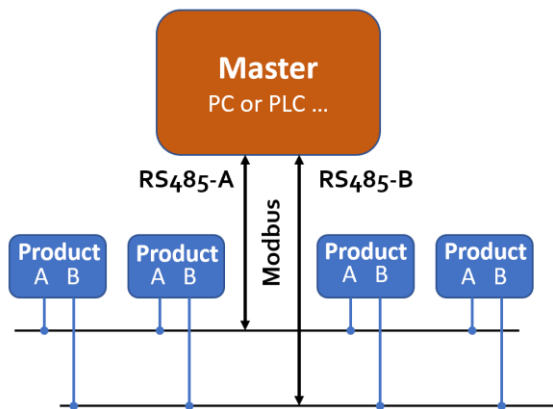 Master
PC or PLC ...
RS485-A
RS485-B
Modbus
Product
A B
Product
A B
Product
A B
Product
A B